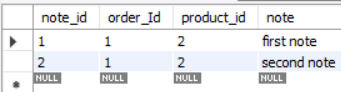 note_id order_Id product_id note
1 1 2 first note
2 1 2 second note
NULL NULL NULL NULL